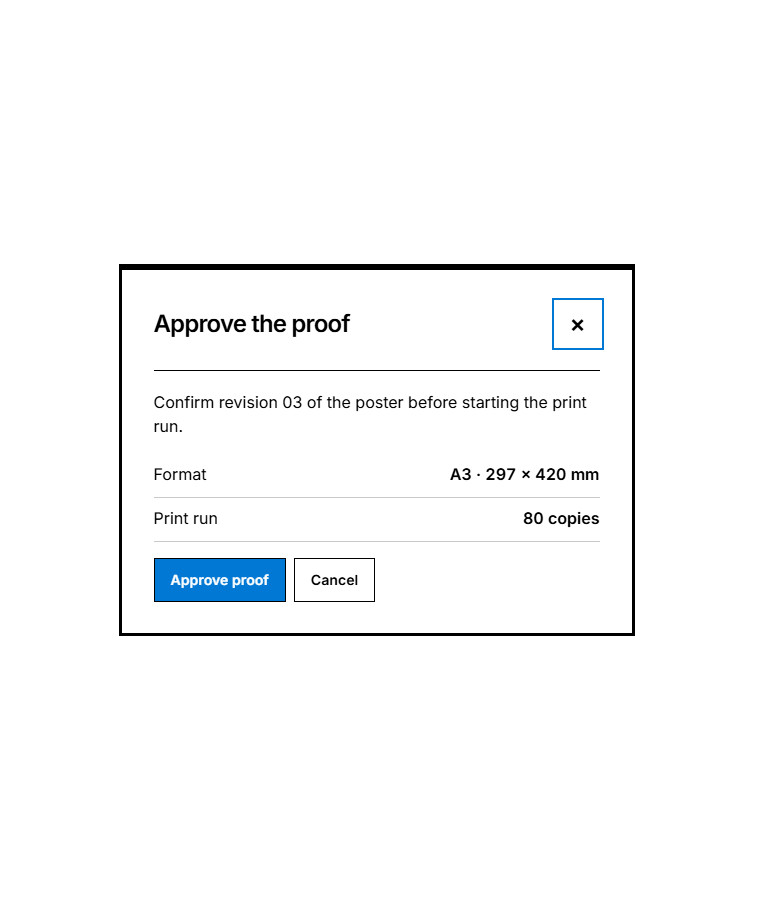 Approve the proof
×
Confirm revision 03 of the poster before starting the print
run.
Format A3 · 297 × 420 mm
Print run 80 copies
Approve proof Cancel